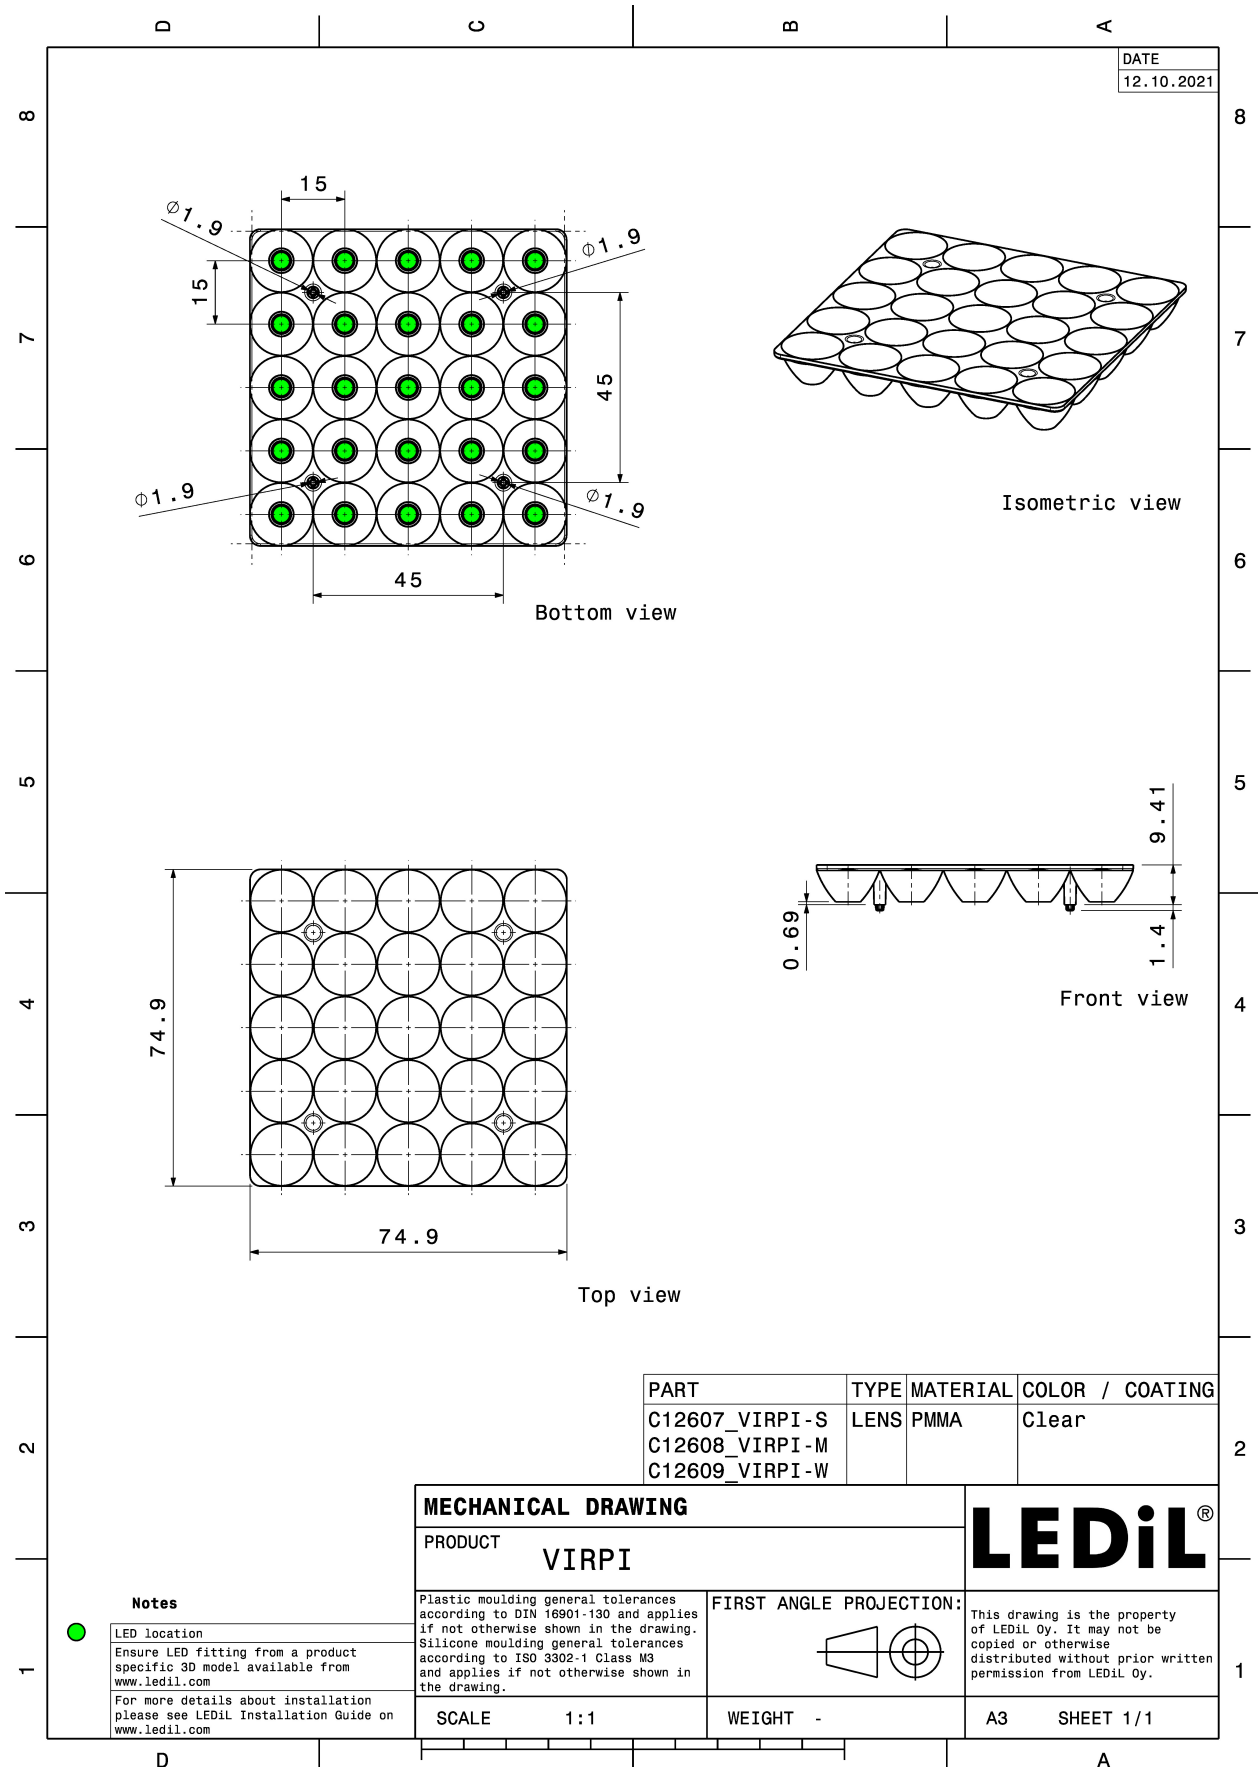 D C B A
DATE
12.10.2021
8 8
15
⌀1.9
⌀1.9
15
7 7
45
⌀1.9
⌀1.9
Isometric view
6 6
45
Bottom view
5 5
9.41
0.69
1.4
Front view
4 4
74.9
3 3
74.9
Top view
PART TYPE MATERIAL COLOR / COATING
C12607_VIRPI-S LENS PMMA Clear
C12608_VIRPI-M
C12609_VIRPI-W
2 2
MECHANICAL DRAWING
PRODUCT
VIRPI
LEDiL®
Notes
LED location
Ensure LED fitting from a product
specific 3D model available from
www.ledil.com
For more details about installation
please see LEDiL Installation Guide on
www.ledil.com
Plastic moulding general tolerances
according to DIN 16901-130 and applies
if not otherwise shown in the drawing.
Silicone moulding general tolerances
according to ISO 3302-1 Class M3
and applies if not otherwise shown in
the drawing.
FIRST ANGLE PROJECTION:
This drawing is the property
of LEDiL Oy. It may not be
copied or otherwise
distributed without prior written
permission from LEDiL Oy.
1 1
SCALE 1:1
WEIGHT -
A3 SHEET 1/1
D A